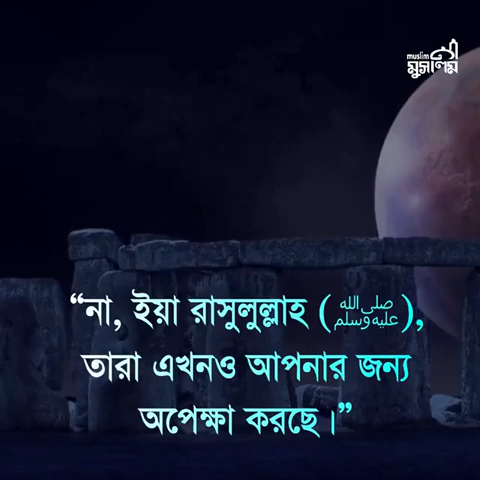 muslim
মুসলিম
“না, ইয়া রাসুলুল্লাহ (ﷺ),
তারা এখনও আপনার জন্য
অপেক্ষা করছে।”